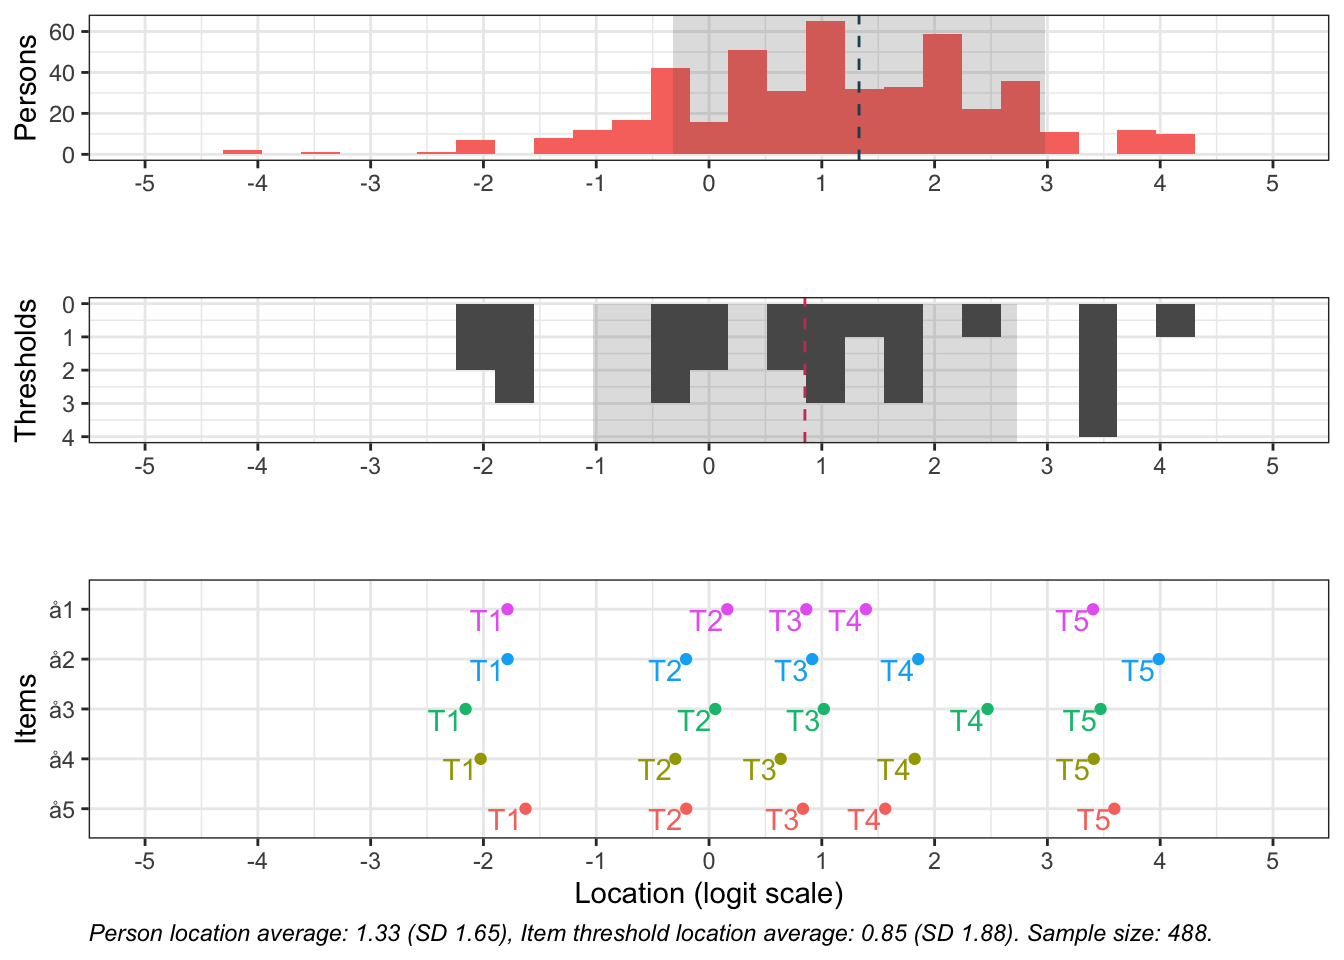 Persons
60
40
20
0
-5 -4 -3 -2 -1 0 1 2 3 4 5
Thresholds
0
1
2
3
4
-5 -4 -3 -2 -1 0 1 2 3 4 5
Items
å1 T1 T2 T3 T4 T5
å2 T1 T2 T3 T4 T5
å3 T1 T2 T3 T4 T5
å4 T1 T2 T3 T4 T5
å5 T1 T2 T3 T4 T5
-5 -4 -3 -2 -1 0 1 2 3 4 5
Location (logit scale)
Person location average: 1.33 (SD 1.65), Item threshold location average: 0.85 (SD 1.88). Sample size: 488.